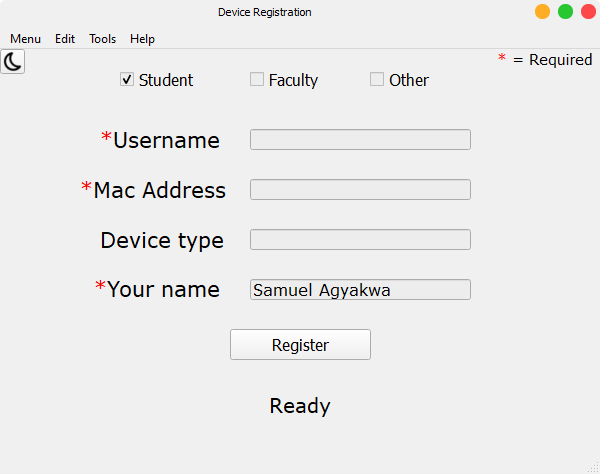 Device Registration
Menu Edit Tools Help
* = Required
Student Faculty Other
*Username
*Mac Address
Device type
*Your name Samuel Agyakwa
Register
Ready